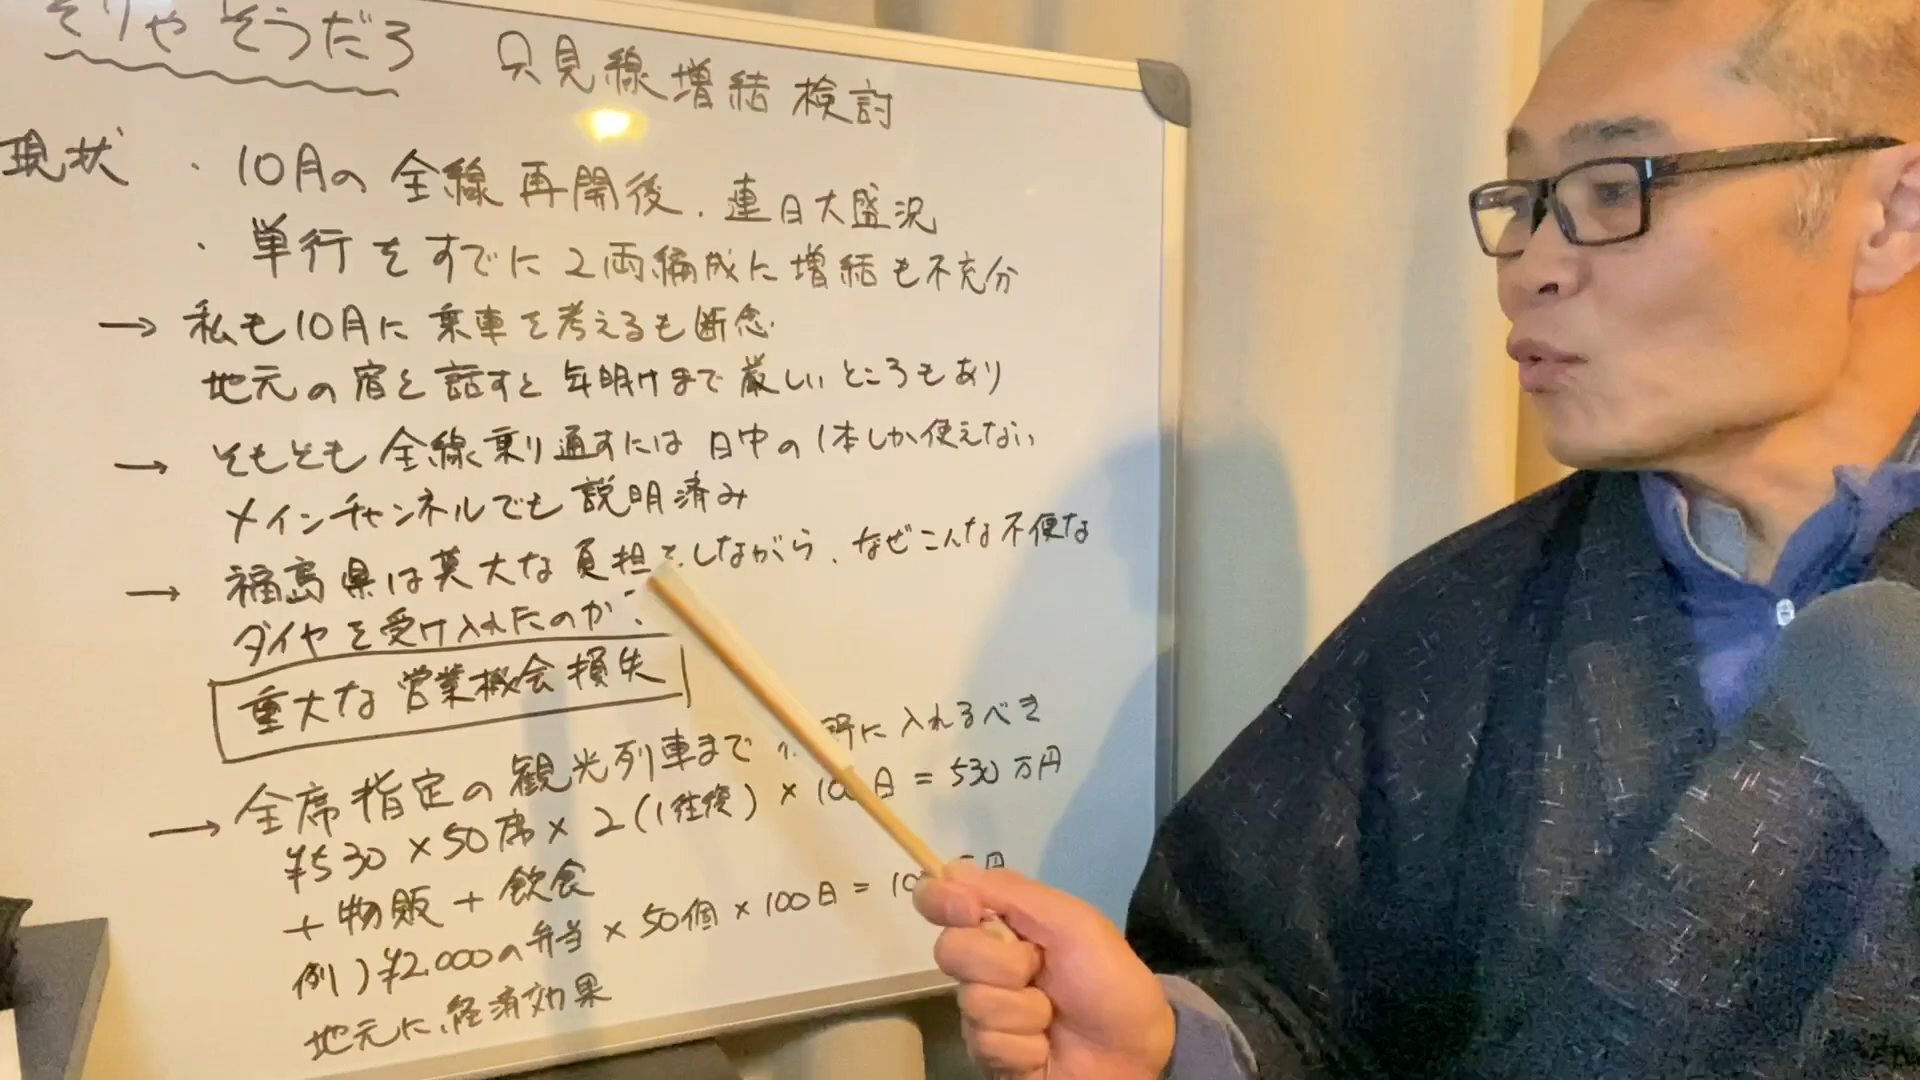 そりゃそうだろ
只見線増結検討
現状 ・10月の全線再開後、連日大盛況
・単行をすでに2両編成に増結も不充分
→ 私も10月に乗車を考えるも断念
地元の宿と話すと年明けまで厳しいところもあり
→ そもそも全線乗り通すには日中の1本しか使えない
メインチャンネルでも説明済み
→ 福島県は莫大な負担をしながら、なぜこんな不便な
ダイヤを受け入れたのか?
重大な営業機会損失
→ 全席指定の観光列車まで 所に入れるべき
¥530×50席×2(1往復)×100日=530万円
+物販+飲食
例)¥2,000の弁当×50個×100日=10 万円
地元に経済効果